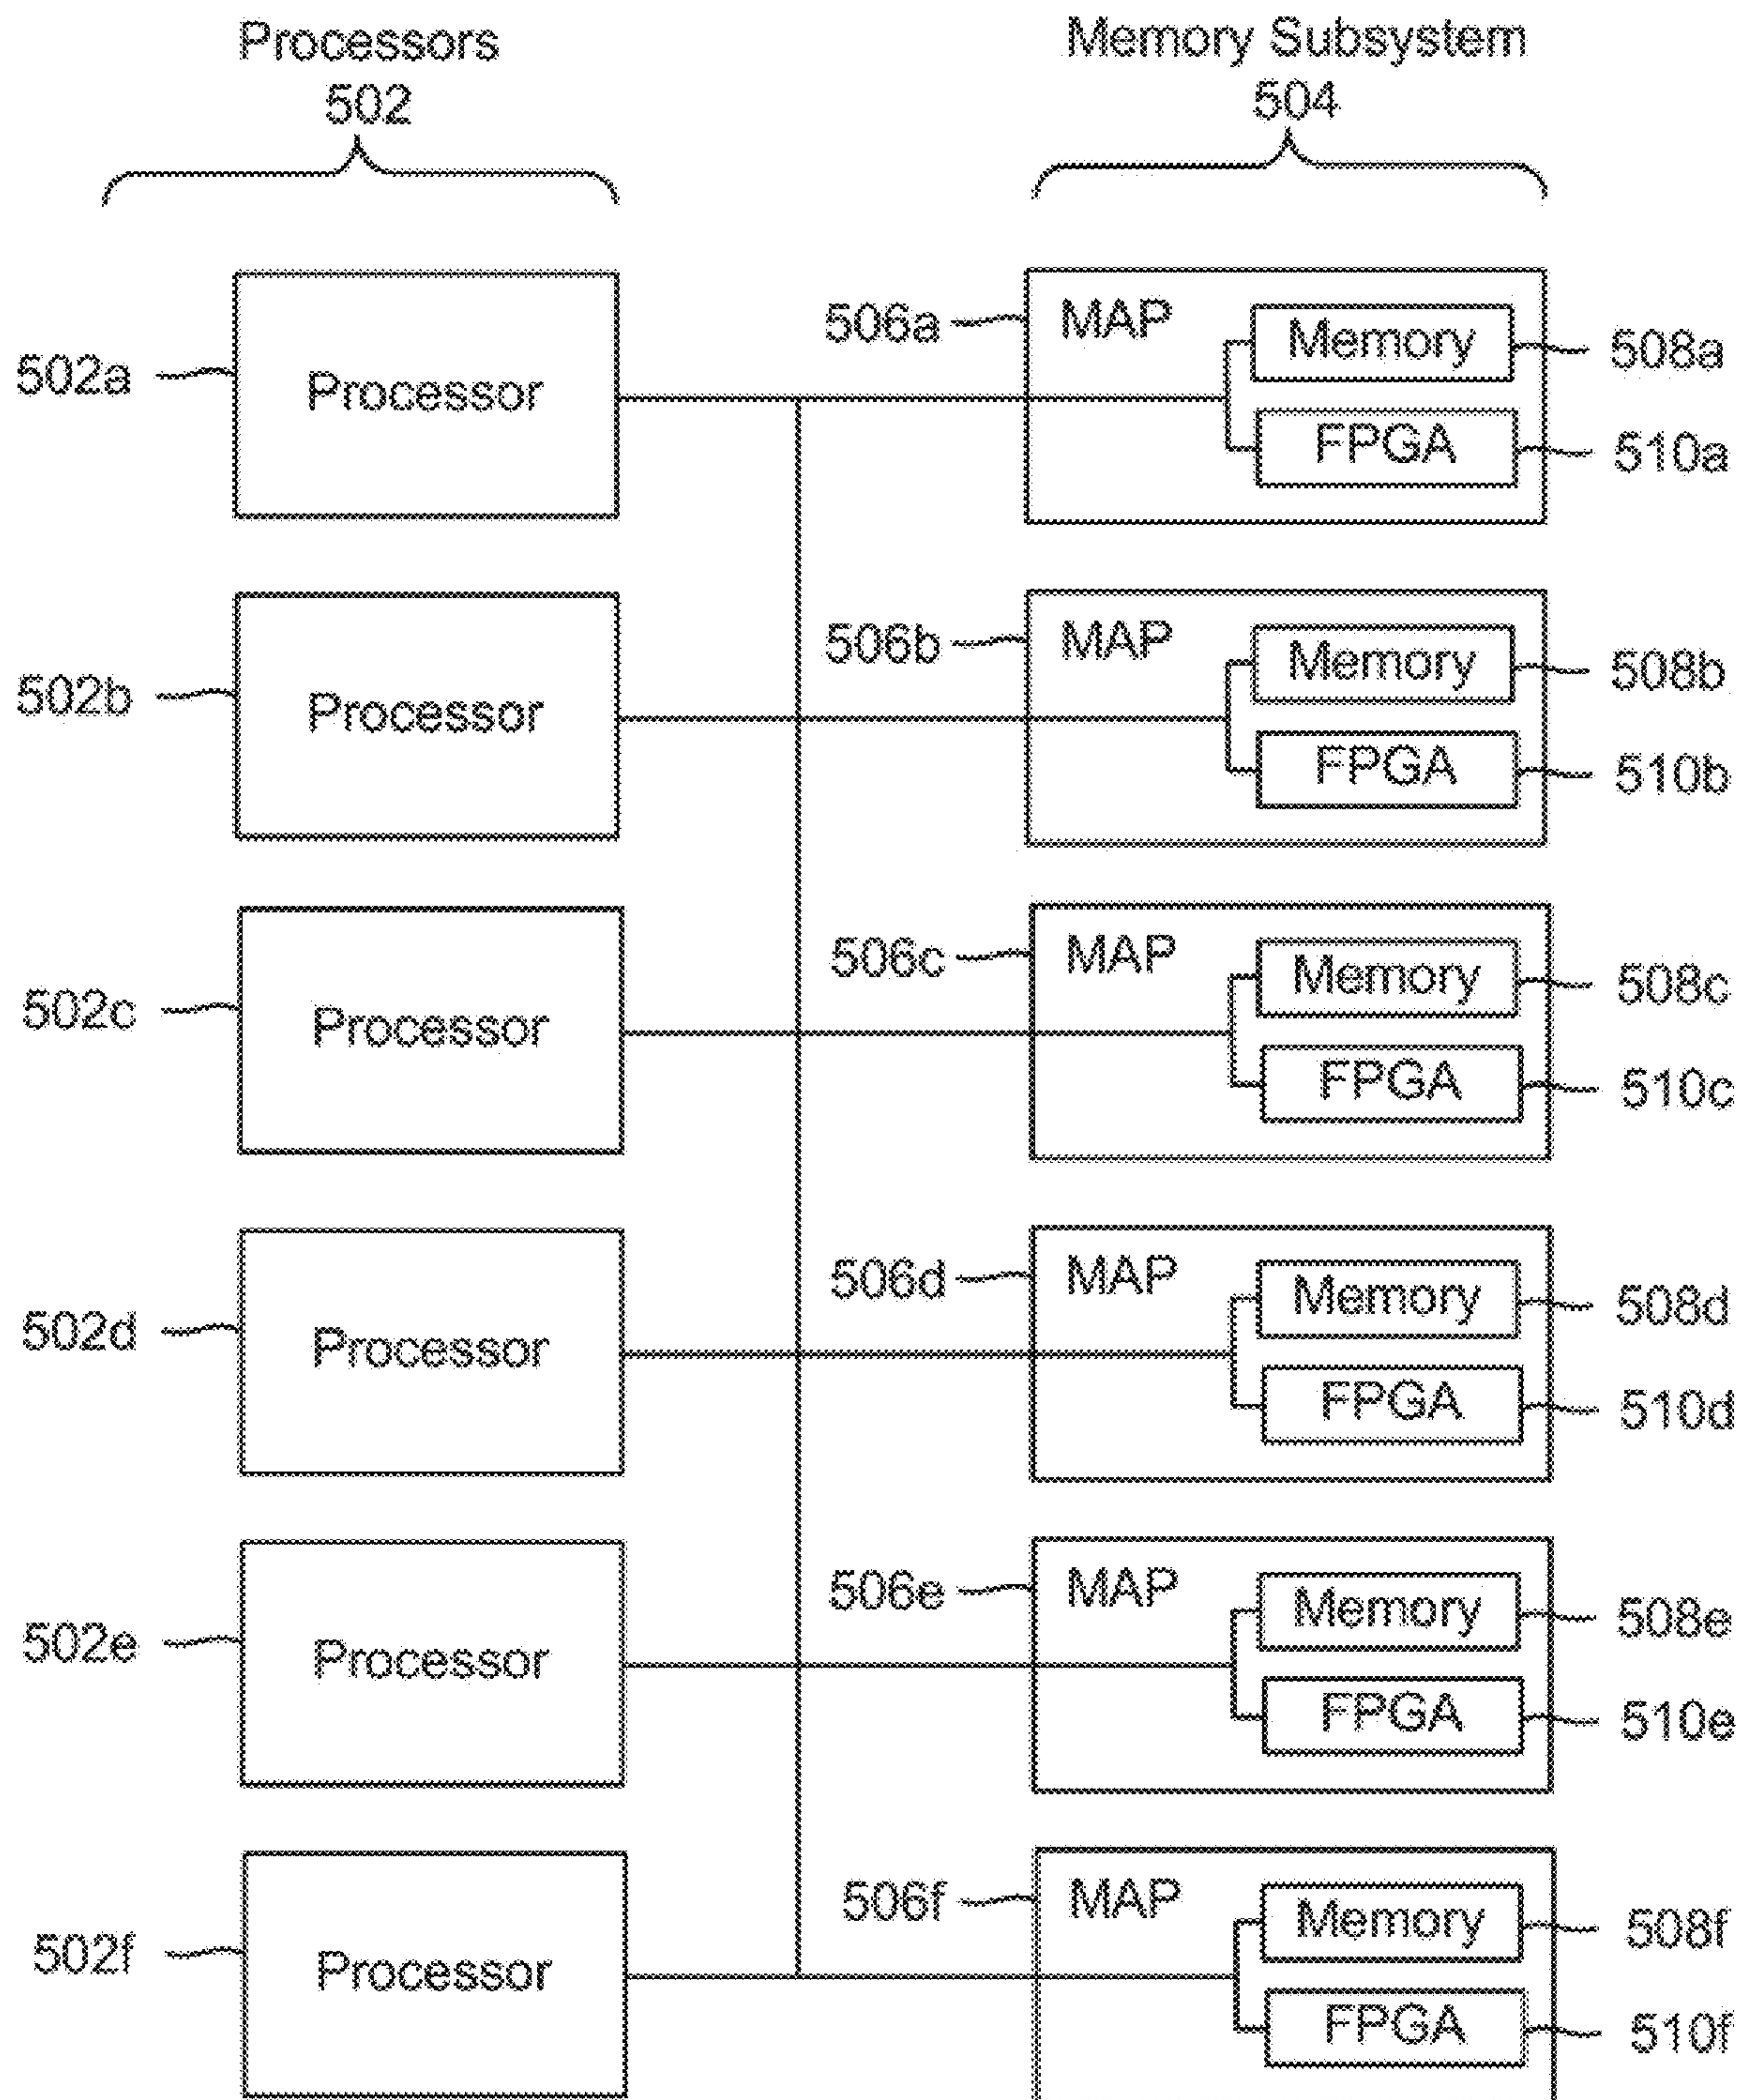 Processors
502
Memory Subsystem
504
502a
Processor
506a
MAP
Memory
508a
FPGA
510a
502b
Processor
506b
MAP
Memory
508b
FPGA
510b
502c
Processor
506c
MAP
Memory
508c
FPGA
510c
502d
Processor
506d
MAP
Memory
508d
FPGA
510d
502e
Processor
506e
MAP
Memory
508e
FPGA
510e
502f
Processor
506f
MAP
Memory
508f
FPGA
510f